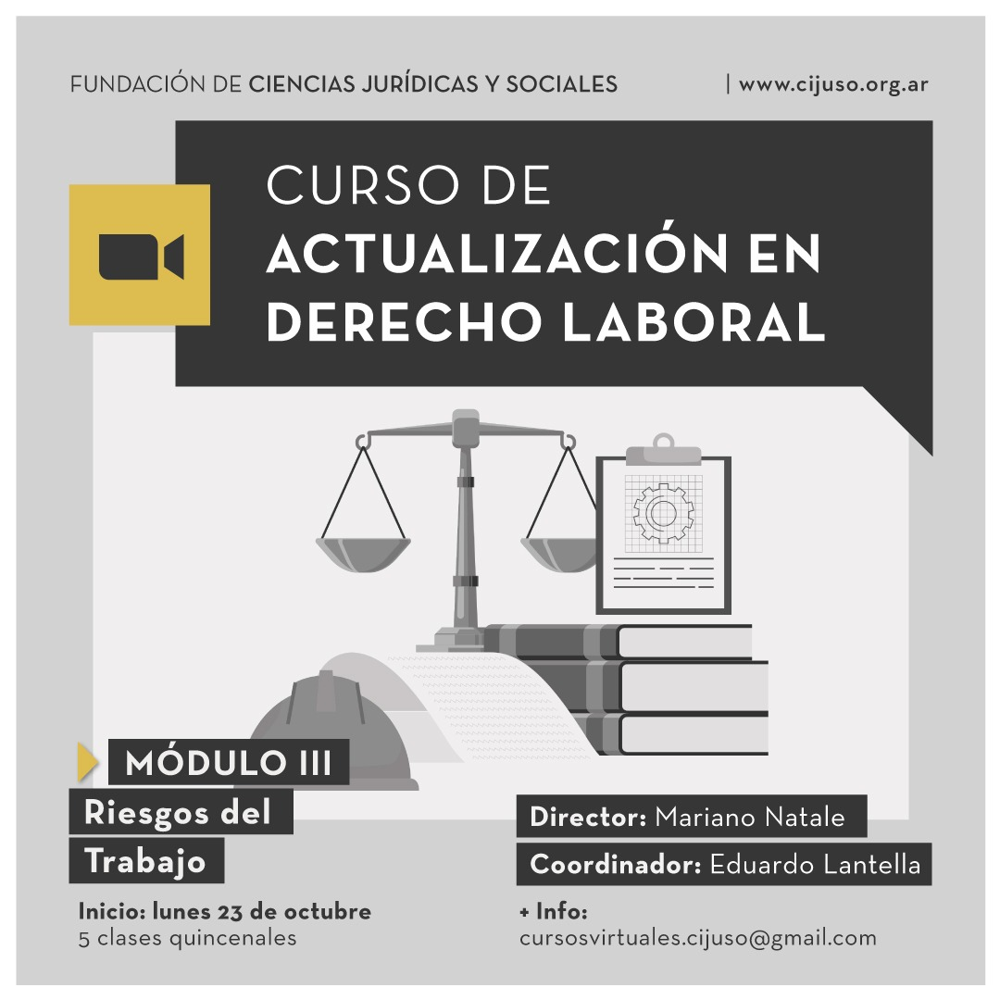 FUNDACIÓN DE CIENCIAS JURÍDICAS Y SOCIALES | www.cijuso.org.ar
CURSO DE
ACTUALIZACIÓN EN
DERECHO LABORAL
MÓDULO III
Riesgos del
Trabajo
Inicio: lunes 23 de octubre
5 clases quincenales
Director: Mariano Natale
Coordinador: Eduardo Lantella
+ Info:
cursosvirtuales.cijuso@gmail.com